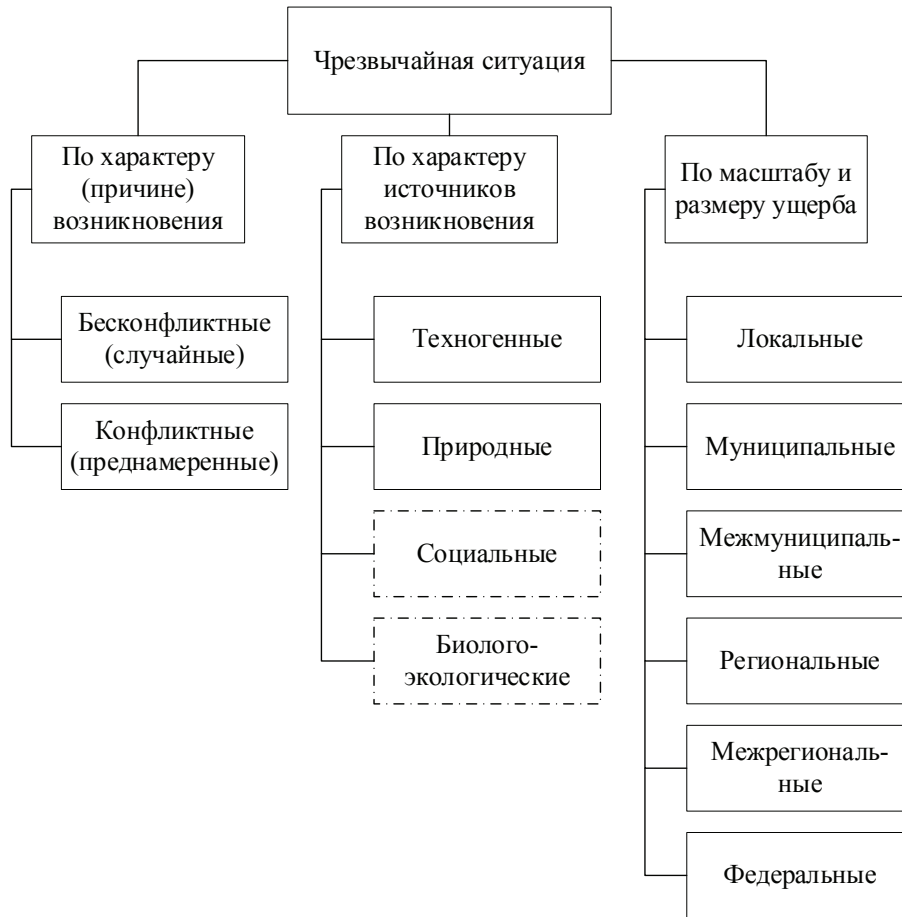 Чрезвычайная ситуация
По характеру
(причине)
возникновения
По характеру
источников
возникновения
По масштабу и
размеру ущерба
Бесконфликтные
(случайные)
Конфликтные
(преднамеренные)
Техногенные
Природные
Социальные
Биолого-
экологические
Локальные
Муниципальные
Межмуниципаль-
ные
Региональные
Межрегиональ-
ные
Федеральные